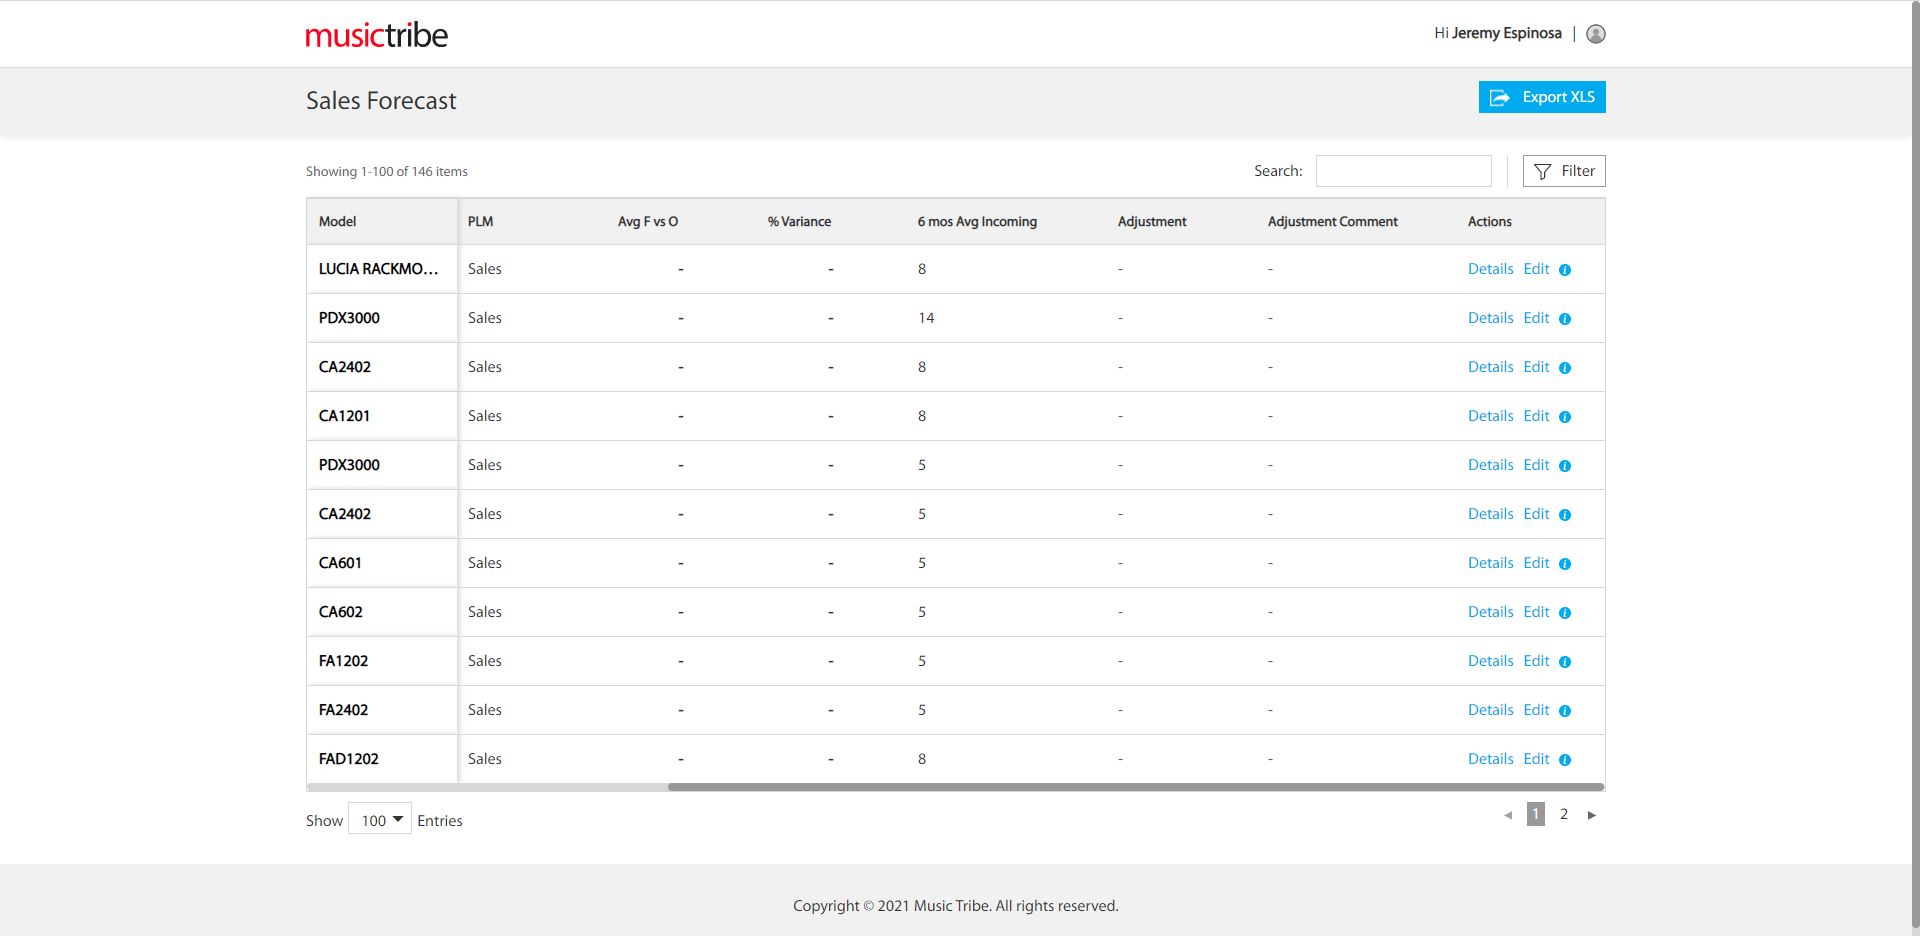 musictribe
Hi Jeremy Espinosa |
Sales Forecast
Export XLS
Showing 1-100 of 146 items
Search:
Filter
Model PLM Avg F vs O % Variance 6 mos Avg Incoming Adjustment Adjustment Comment Actions
LUCIA RACKMO... Sales - - 8 - - Details Edit i
PDX3000 Sales - - 14 - - Details Edit i
CA2402 Sales - - 8 - - Details Edit i
CA1201 Sales - - 8 - - Details Edit i
PDX3000 Sales - - 5 - - Details Edit i
CA2402 Sales - - 5 - - Details Edit i
CA601 Sales - - 5 - - Details Edit i
CA602 Sales - - 5 - - Details Edit i
FA1202 Sales - - 5 - - Details Edit i
FA2402 Sales - - 5 - - Details Edit i
FAD1202 Sales - - 8 - - Details Edit i
Show 100 Entries
1 2
Copyright © 2021 Music Tribe. All rights reserved.